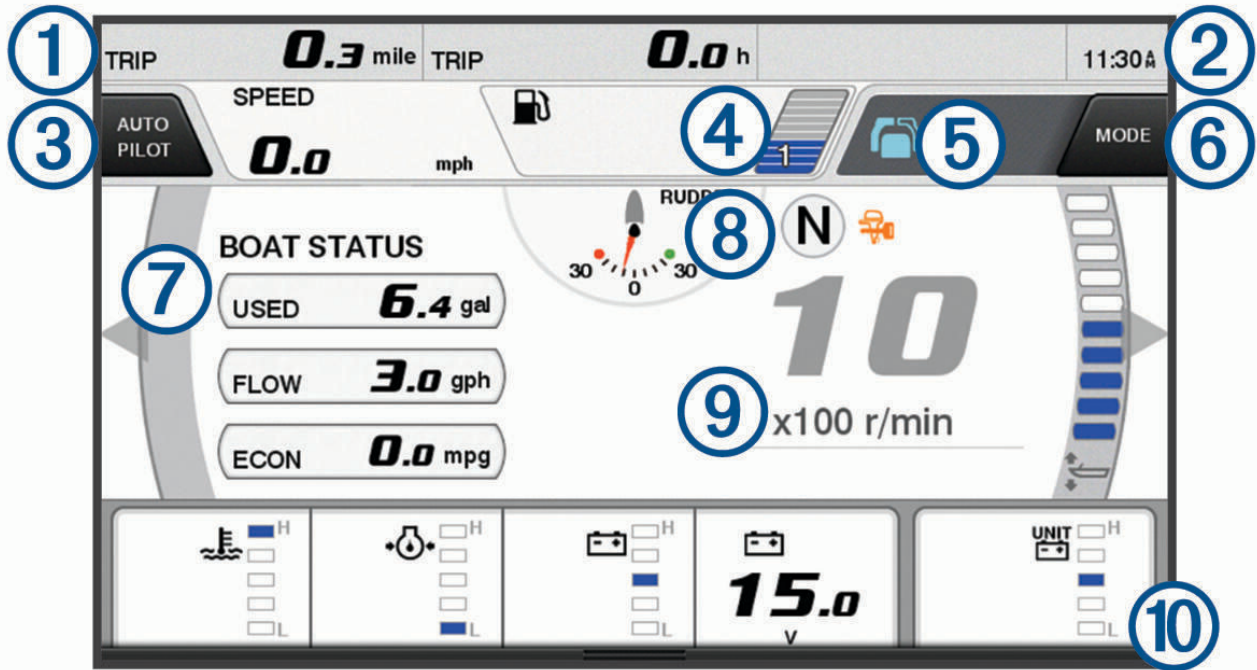 1 TRIP 0.3 mile TRIP 0.0 h 11:30A 2
3 AUTO PILOT SPEED 0.0 mph 4 1 5 MODE 6
RUD 8 N
30 0 30
7 BOAT STATUS
USED 6.4 gal
FLOW 3.0 gph
ECON 0.0 mpg
10
9 x100 r/min
H H H UNIT H
15.0
L L L V L
10